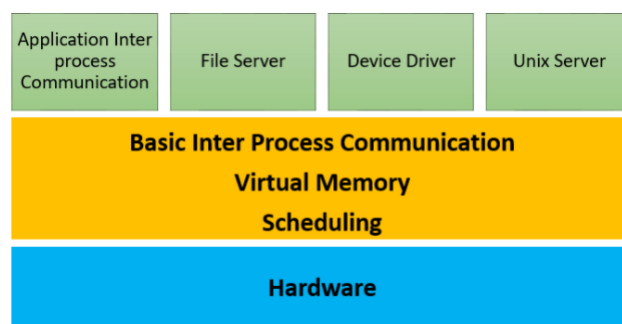 Application Inter
process
Communication
File Server
Device Driver
Unix Server
Basic Inter Process Communication
Virtual Memory
Scheduling
Hardware